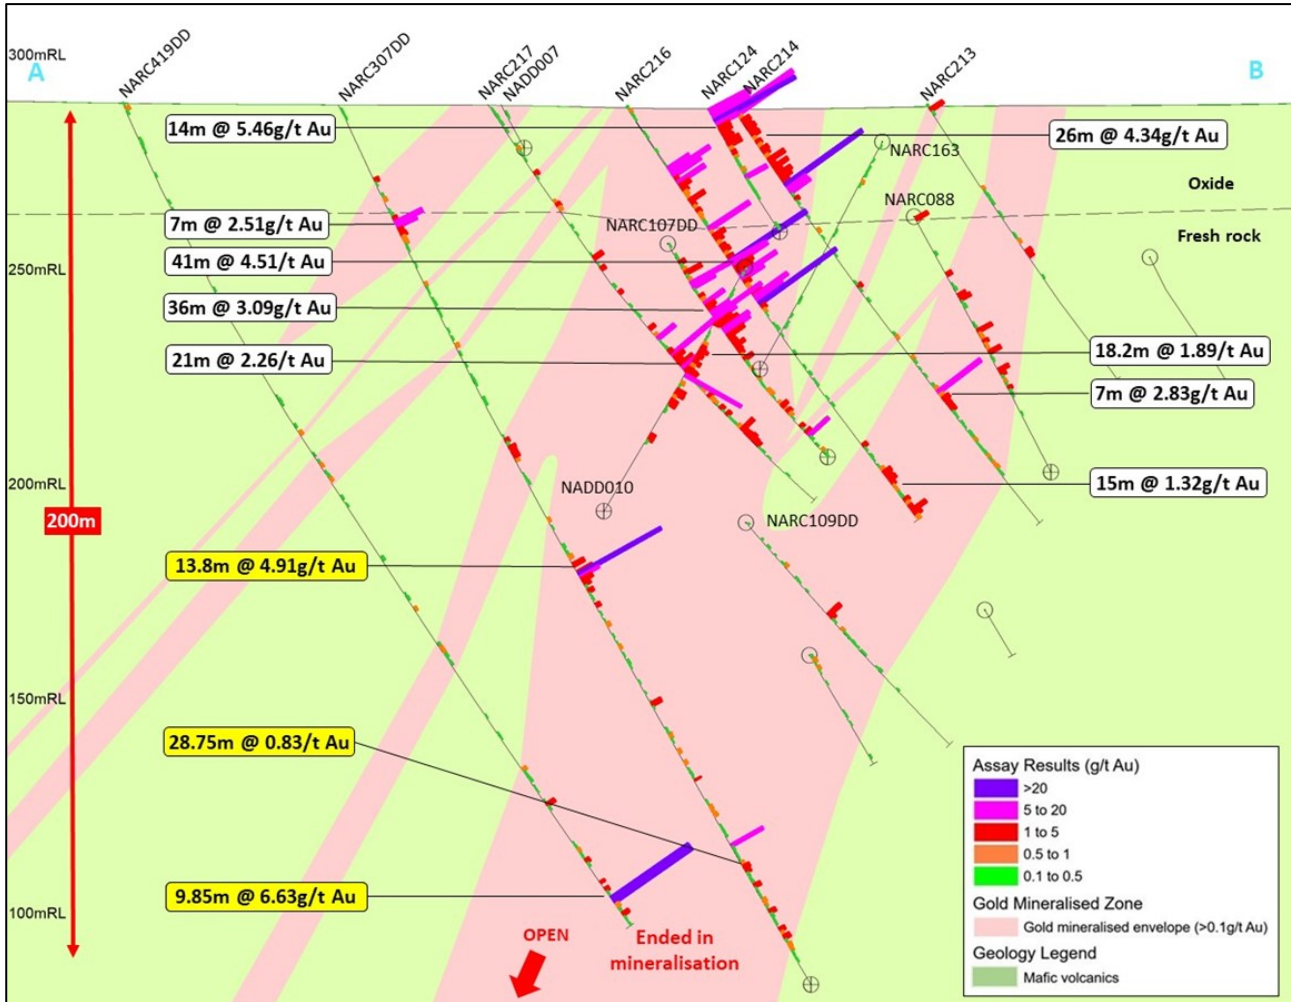 300mRL
A
NARC419DD
NARC307DD
NARC217
NADD007
NARC216
NARC124
NARC214
NARC213
B
14m @ 5.46g/t Au
26m @ 4.34g/t Au
NARC163
Oxide
NARC088
7m @ 2.51g/t Au
NARC107DD
Fresh rock
41m @ 4.51/t Au
250mRL
36m @ 3.09g/t Au
21m @ 2.26/t Au
18.2m @ 1.89/t Au
7m @ 2.83g/t Au
200mRL
NADD010
15m @ 1.32g/t Au
200m
NARC109DD
13.8m @ 4.91g/t Au
150mRL
28.75m @ 0.83/t Au
9.85m @ 6.63g/t Au
100mRL
OPEN
Ended in
mineralisation
Assay Results (g/t Au)
>20
5 to 20
1 to 5
0.5 to 1
0.1 to 0.5
Gold Mineralised Zone
Gold mineralised envelope (>0.1g/t Au)
Geology Legend
Mafic volcanics